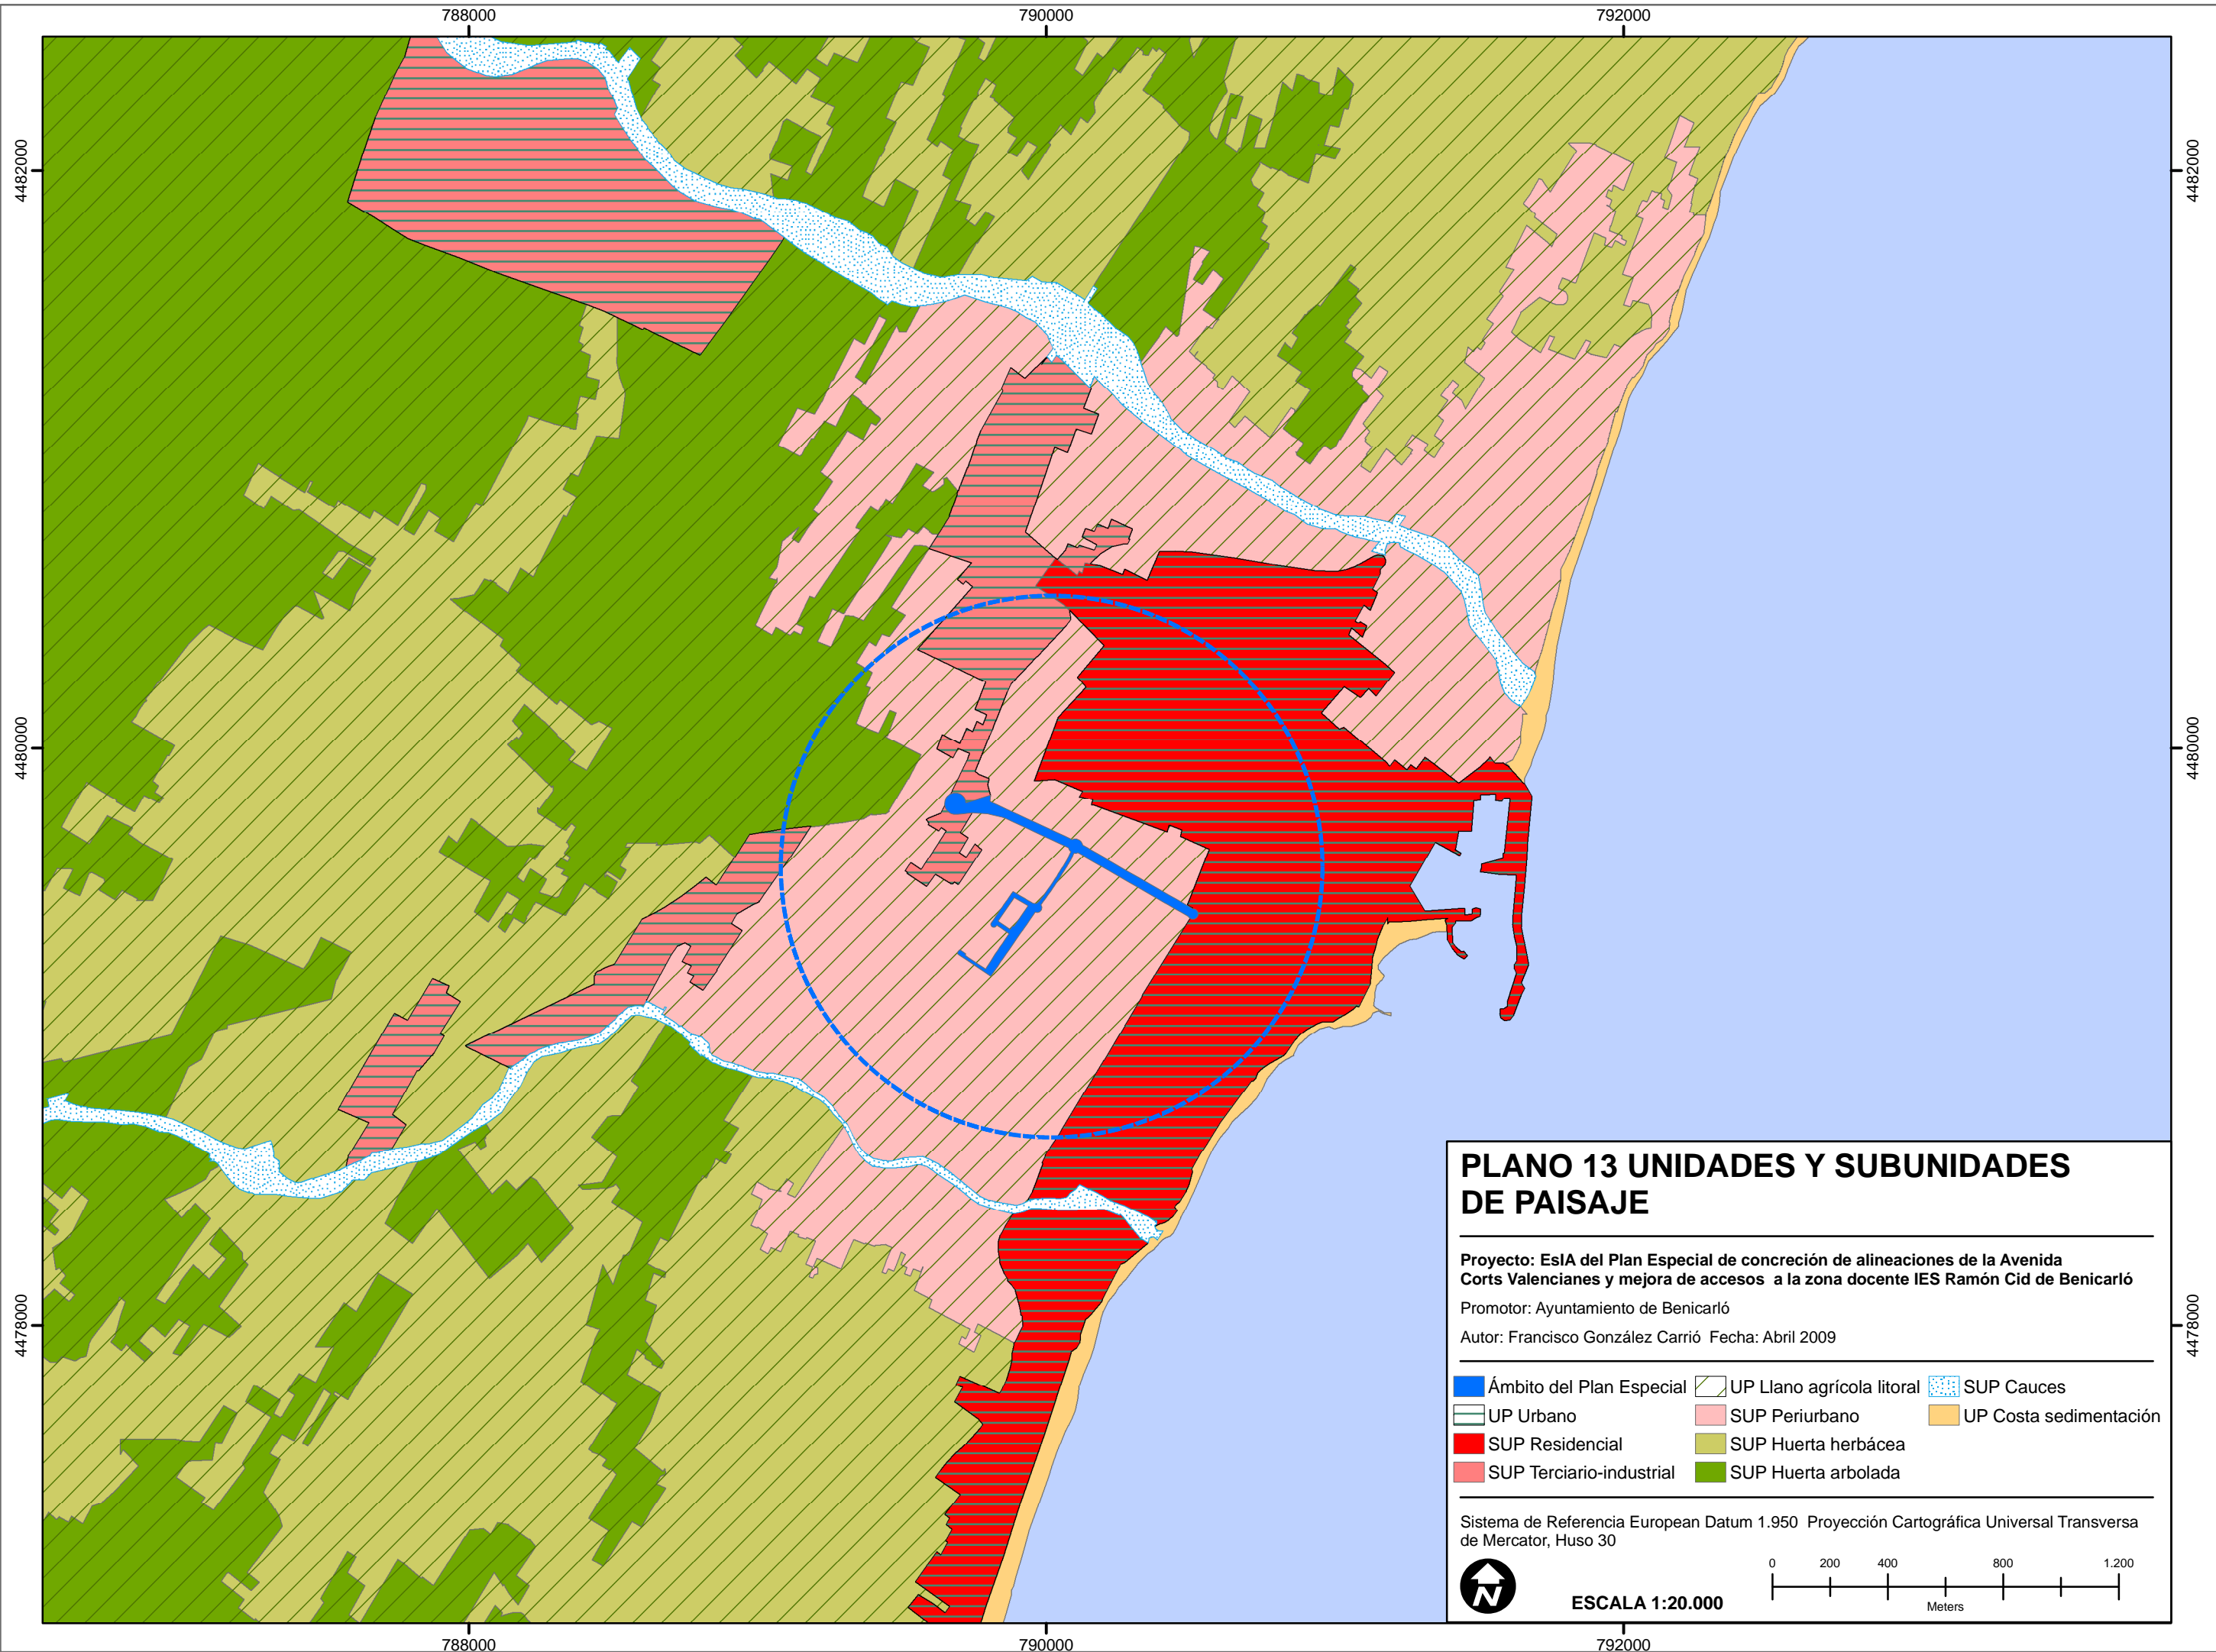 788000 790000 792000
4482000 4482000
4480000 4480000
4478000 4478000
PLANO 13 UNIDADES Y SUBUNIDADES
DE PAISAJE
Proyecto: EsIA del Plan Especial de concreción de alineaciones de la Avenida
Corts Valencianes y mejora de accesos a la zona docente IES Ramón Cid de Benicarló
Promotor: Ayuntamiento de Benicarló
Autor: Francisco González Carrió Fecha: Abril 2009
Ámbito del Plan Especial UP Llano agrícola litoral SUP Cauces
UP Urbano SUP Periurbano UP Costa sedimentación
SUP Residencial SUP Huerta herbácea
SUP Terciario-industrial SUP Huerta arbolada
Sistema de Referencia European Datum 1.950 Proyección Cartográfica Universal Transversa
de Mercator, Huso 30
0 200 400 800 1.200
N
ESCALA 1:20.000
Meters
788000 790000 792000